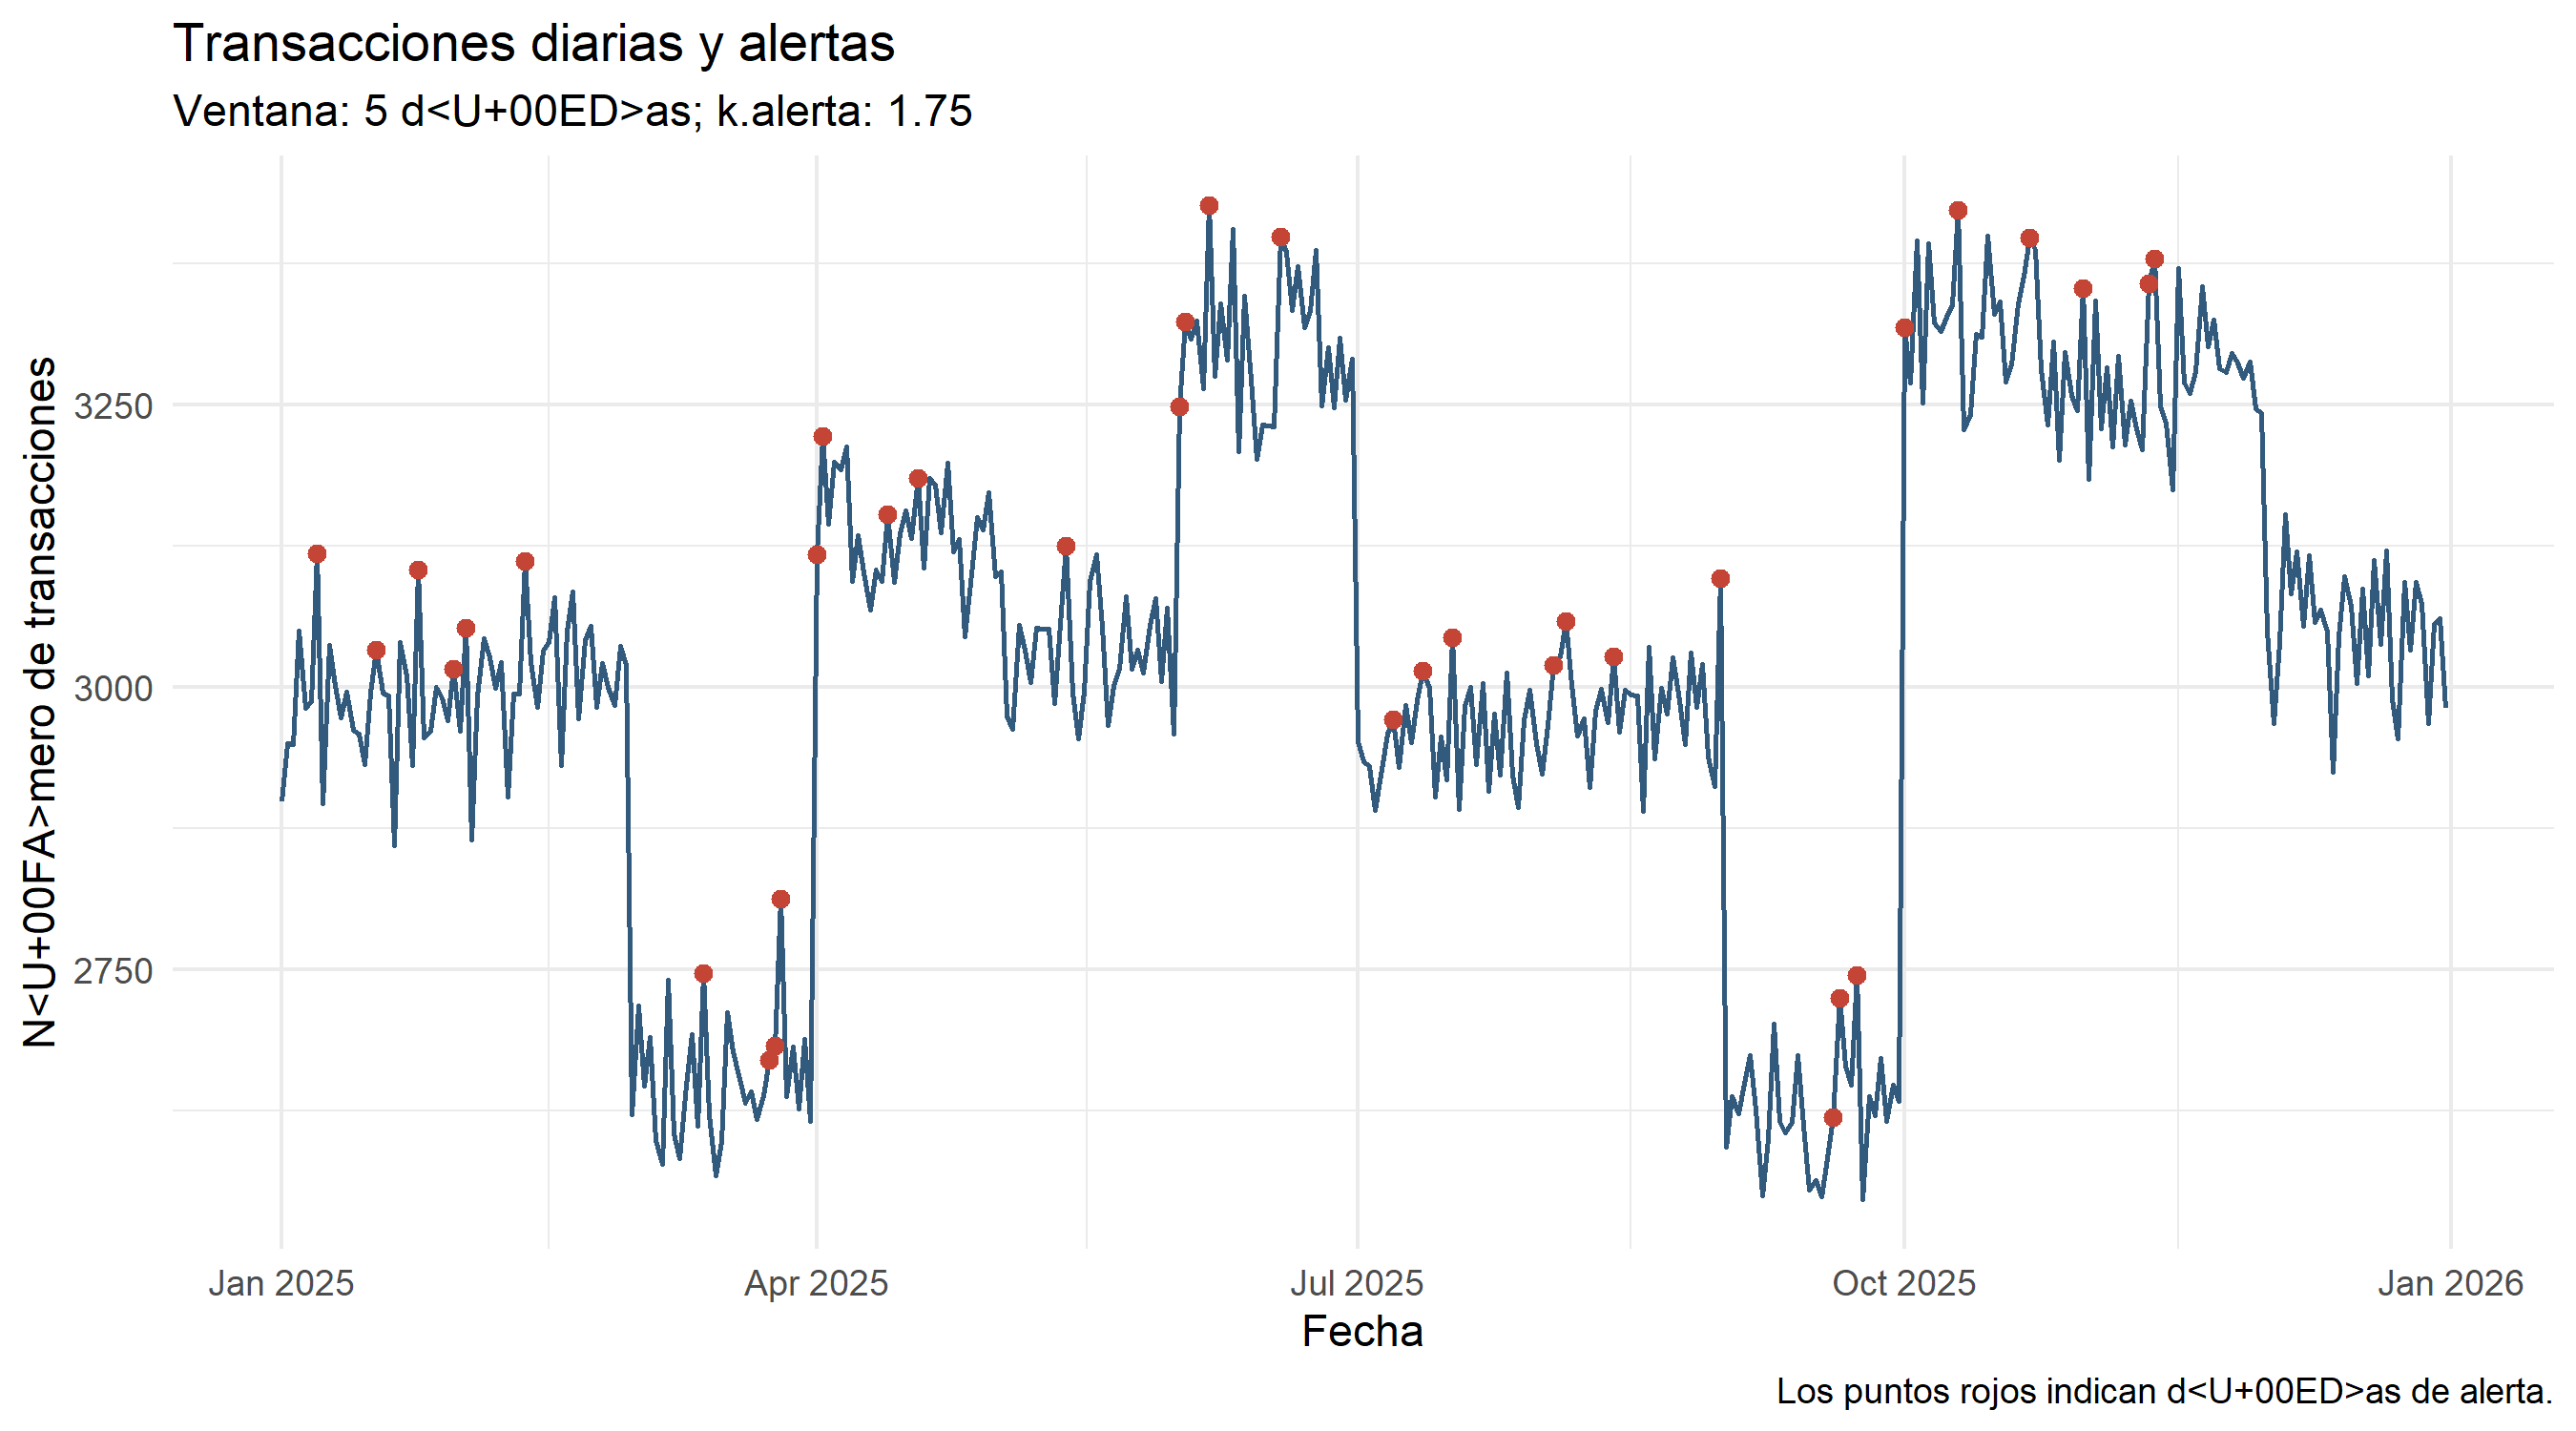 Transacciones diarias y alertas
Ventana: 5 d<U+00ED>as; k.alerta: 1.75
N<U+00FA>mero de transacciones
3250
3000
2750
Jan 2025
Apr 2025
Jul 2025
Oct 2025
Jan 2026
Fecha
Los puntos rojos indican d<U+00ED>as de alerta.